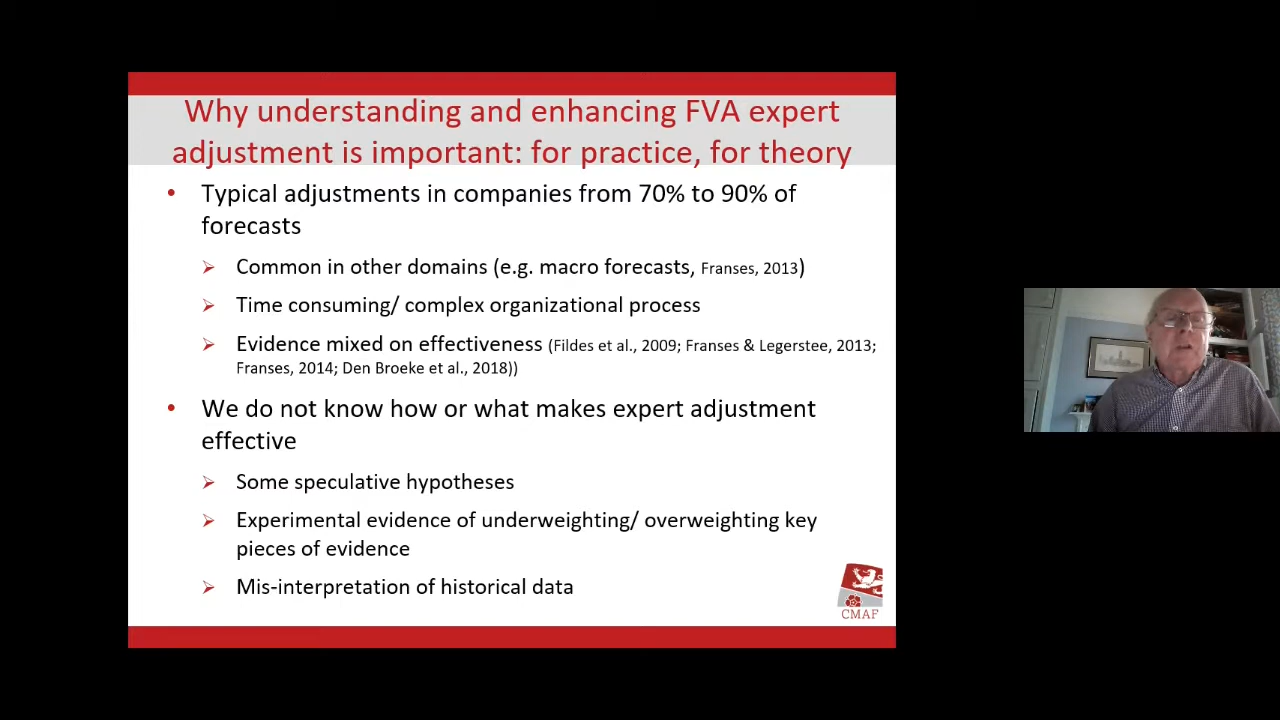 Why understanding and enhancing FVA expert
adjustment is important: for practice, for theory
• Typical adjustments in companies from 70% to 90% of
forecasts
➢ Common in other domains (e.g. macro forecasts, Franses, 2013)
➢ Time consuming/ complex organizational process
➢ Evidence mixed on effectiveness (Fildes et al., 2009; Franses & Legerstee, 2013;
Franses, 2014; Den Broeke et al., 2018))
• We do not know how or what makes expert adjustment
effective
➢ Some speculative hypotheses
➢ Experimental evidence of underweighting/ overweighting key
pieces of evidence
➢ Mis-interpretation of historical data
CMAF